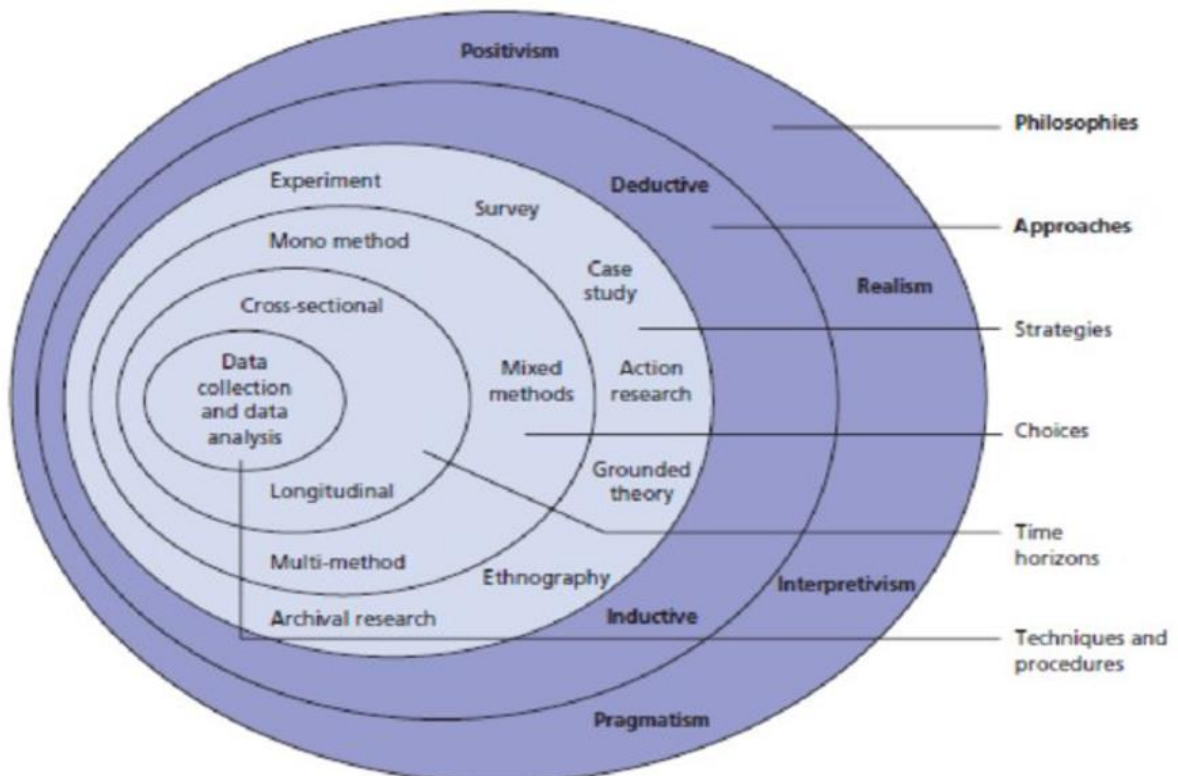 Positivism
Philosophies
Experiment
Deductive
Survey
Approaches
Mono method
Case
study
Realism
Cross-sectional
Strategies
Data
collection
and data
analysis
Mixed
methods
Action
research
Choices
Grounded
theory
Longitudinal
Time
horizons
Multi-method
Ethnography
Interpretivism
Archival research
Inductive
Techniques and
procedures
Pragmatism